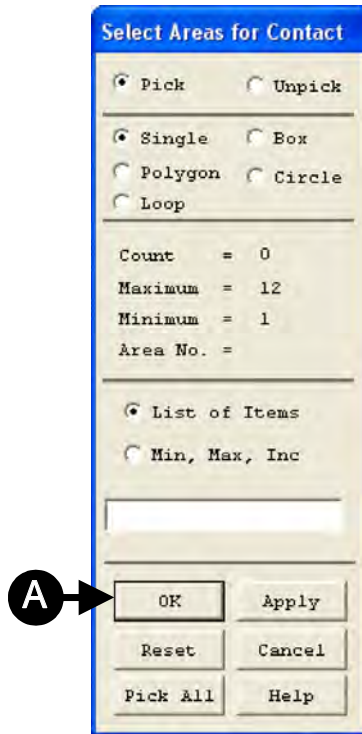 Select Areas for Contact
Pick Unpick
Single Box
Polygon Circle
Loop
Count = 0
Maximum = 12
Minimum = 1
Area No. =
List of Items
Min, Max, Inc
A
OK Apply
Reset Cancel
Pick All Help